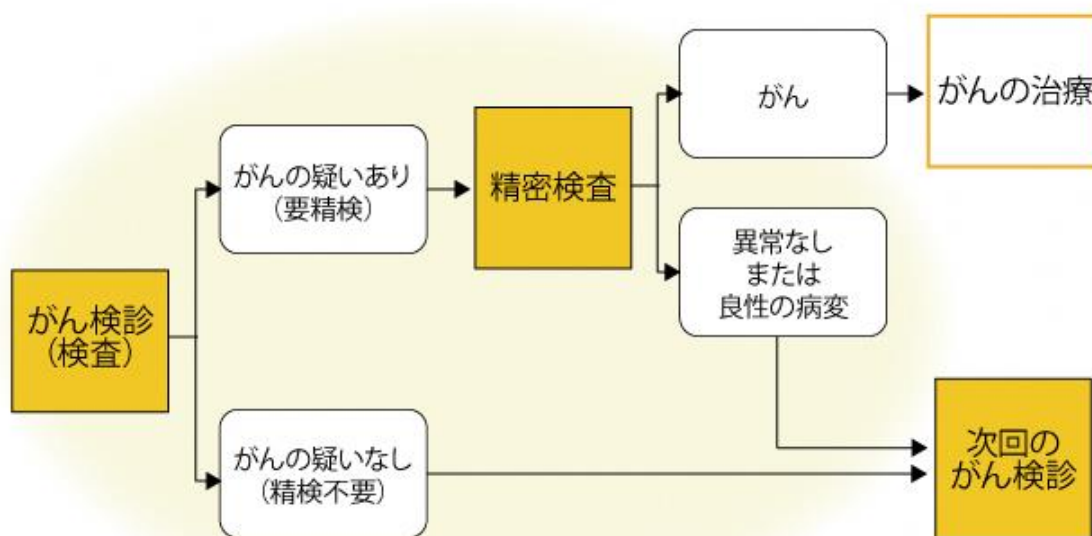 がん検診
（検査）
がんの疑いあり
（要精検）
がんの疑いなし
（精検不要）
精密検査
がん
異常なし
または
良性の病変
がんの治療
次回の
がん検診